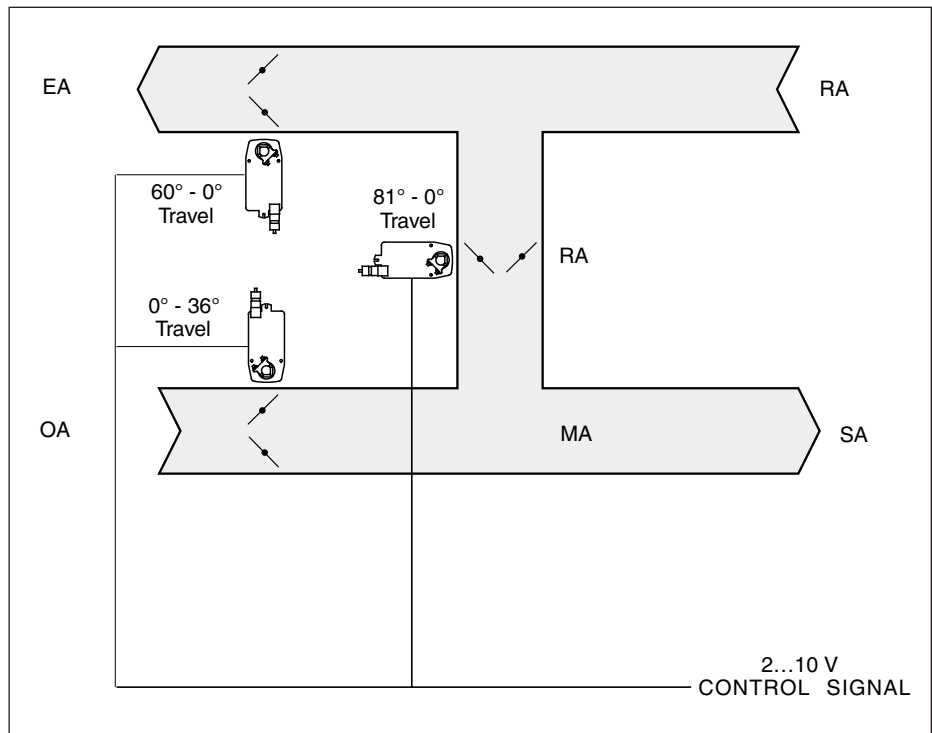 EA
RA
60° - 0°
Travel
81° - 0°
Travel
RA
0° - 36°
Travel
OA
MA
SA
2...10 V
CONTROL SIGNAL